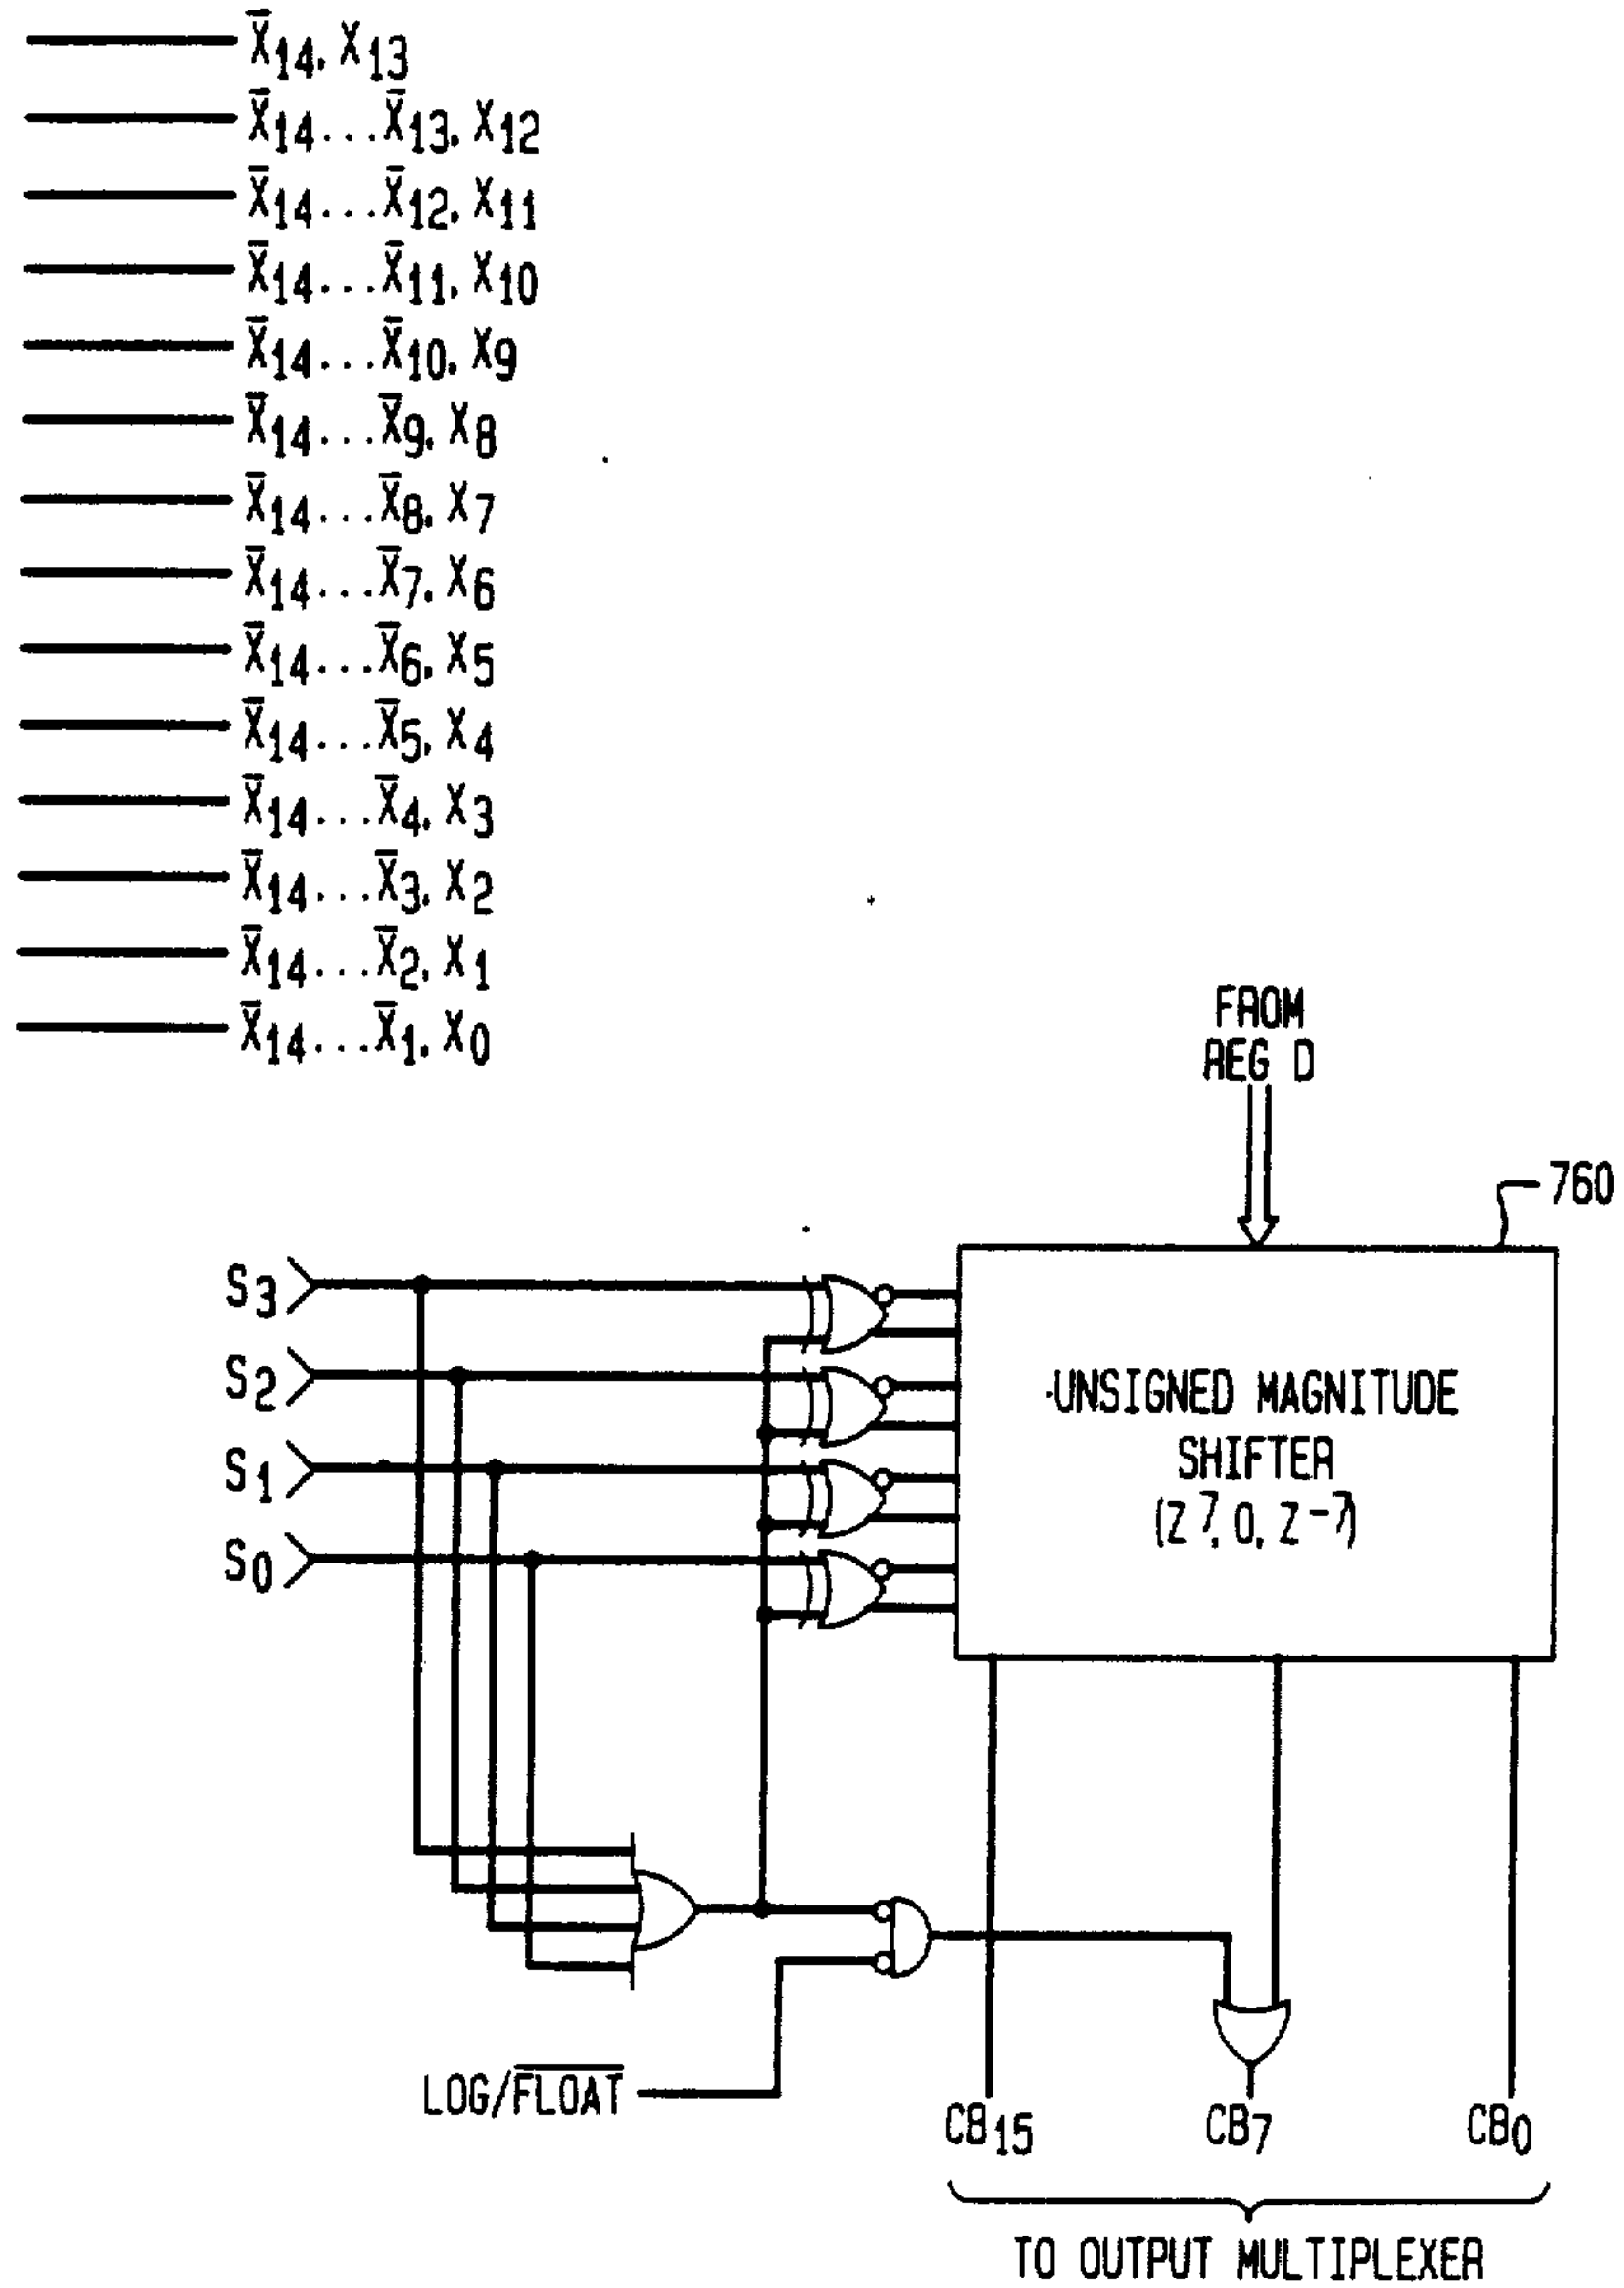 X̅14, X13
X̅14...X̅13, X12
X̅14...X̅12, X11
X̅14...X̅11, X10
X̅14...X̅10, X9
X̅14...X̅9, X8
X̅14...X̅8, X7
X̅14...X̅7, X6
X̅14...X̅6, X5
X̅14...X̅5, X4
X̅14...X̅4, X3
X̅14...X̅3, X2
X̅14...X̅2, X1
X̅14...X̅1, X0
FROM
REG D
760
S3
S2
S1
S0
UNSIGNED MAGNITUDE
SHIFTER
(Z7, 0, Z-7)
LOG/F̅L̅O̅A̅T̅
CB15
CB7
CB0
TO OUTPUT MULTIPLEXER